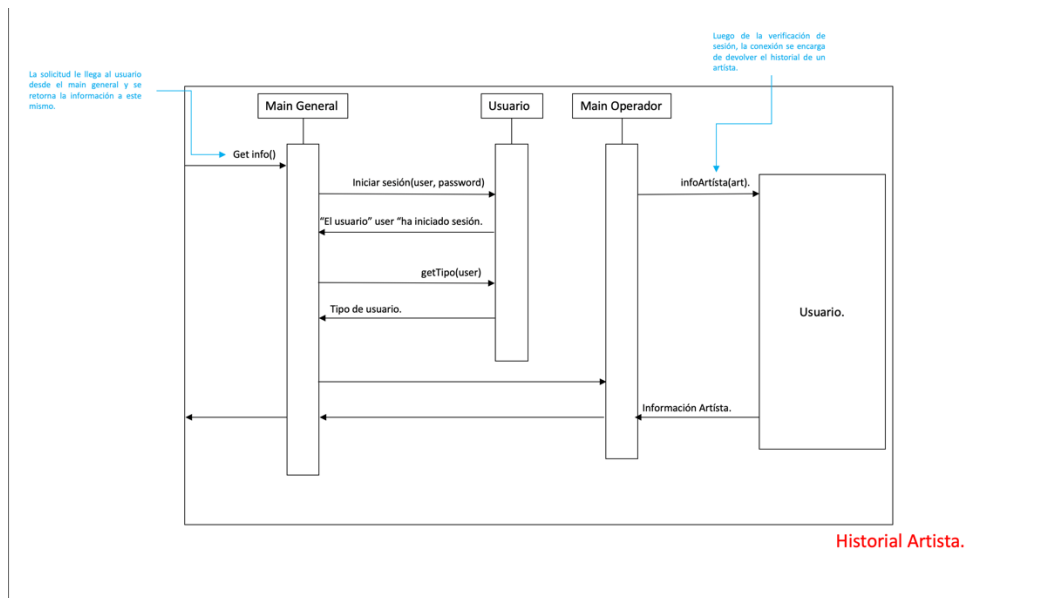 Luego de la verificación de
sesión, la conexión se encarga
de devolver el historial de un
artísta.
La solicitud le llega al usuario
desde el main general y se
retorna la información a este
mismo.
Main General
Usuario
Main Operador
Get info()
Iniciar sesión(user, password)
infoArtísta(art).
"El usuario" user "ha iniciado sesión.
getTipo(user)
Tipo de usuario.
Usuario.
Información Artísta.
Historial Artista.